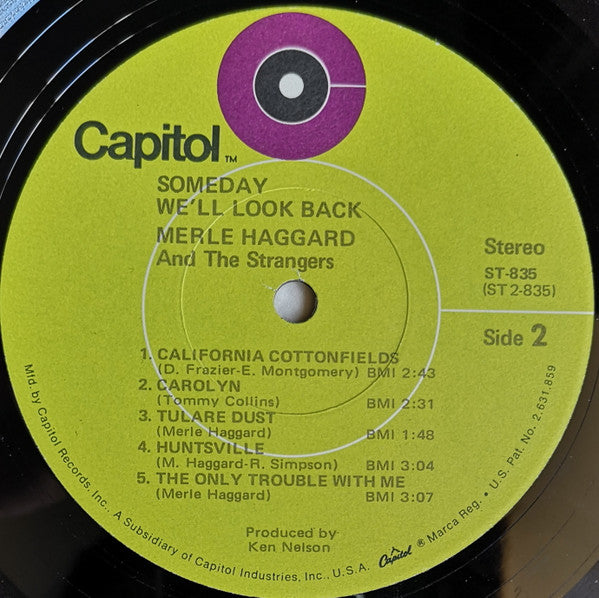 Capitol™
SOMEDAY
WE'LL LOOK BACK
MERLE HAGGARD
And The Strangers
Stereo
ST-835
(ST 2-835)
Side 2
1. CALIFORNIA COTTONFIELDS
(D. Frazier-E. Montgomery) BMI 2:43
2. CAROLYN
(Tommy Collins) BMI 2:31
3. TULARE DUST
(Merle Haggard) BMI 1:48
4. HUNTSVILLE
(M. Haggard-R. Simpson) BMI 3:04
5. THE ONLY TROUBLE WITH ME
(Merle Haggard) BMI 3:07
Produced by
Ken Nelson
Mfd. by Capitol Records, Inc., A Subsidiary of Capitol Industries, Inc., U.S.A. Capitol ® Marca Reg. • U.S. Pat. No. 2,631,859